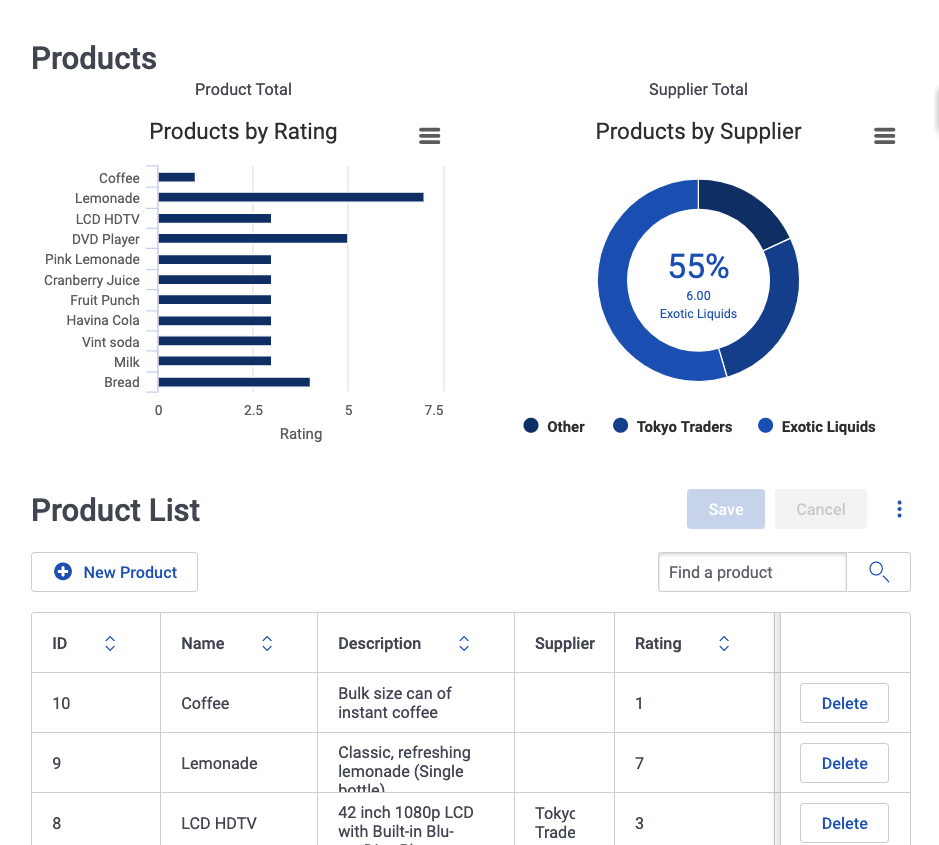 Products
Product Total
Supplier Total
Products by Rating
Products by Supplier
Coffee
Lemonade
LCD HDTV
DVD Player
Pink Lemonade
Cranberry Juice
Fruit Punch
Havina Cola
Vint soda
Milk
Bread
0 2.5 5 7.5
Rating
55%
6.00
Exotic Liquids
Other Tokyo Traders Exotic Liquids
Product List
Save Cancel
New Product
Find a product
ID Name Description Supplier Rating
10 Coffee Bulk size can of
instant coffee
1 Delete
9 Lemonade Classic, refreshing
lemonade (Single
bottle)
7 Delete
8 LCD HDTV 42 inch 1080p LCD
with Built-in Blu-
Tokyo
Trade
3 Delete